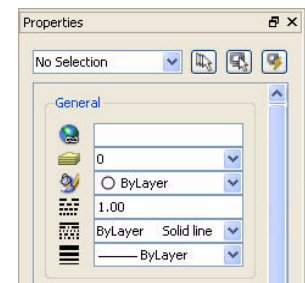 Properties
No Selection
General
0
ByLayer
1.00
ByLayer Solid line
ByLayer